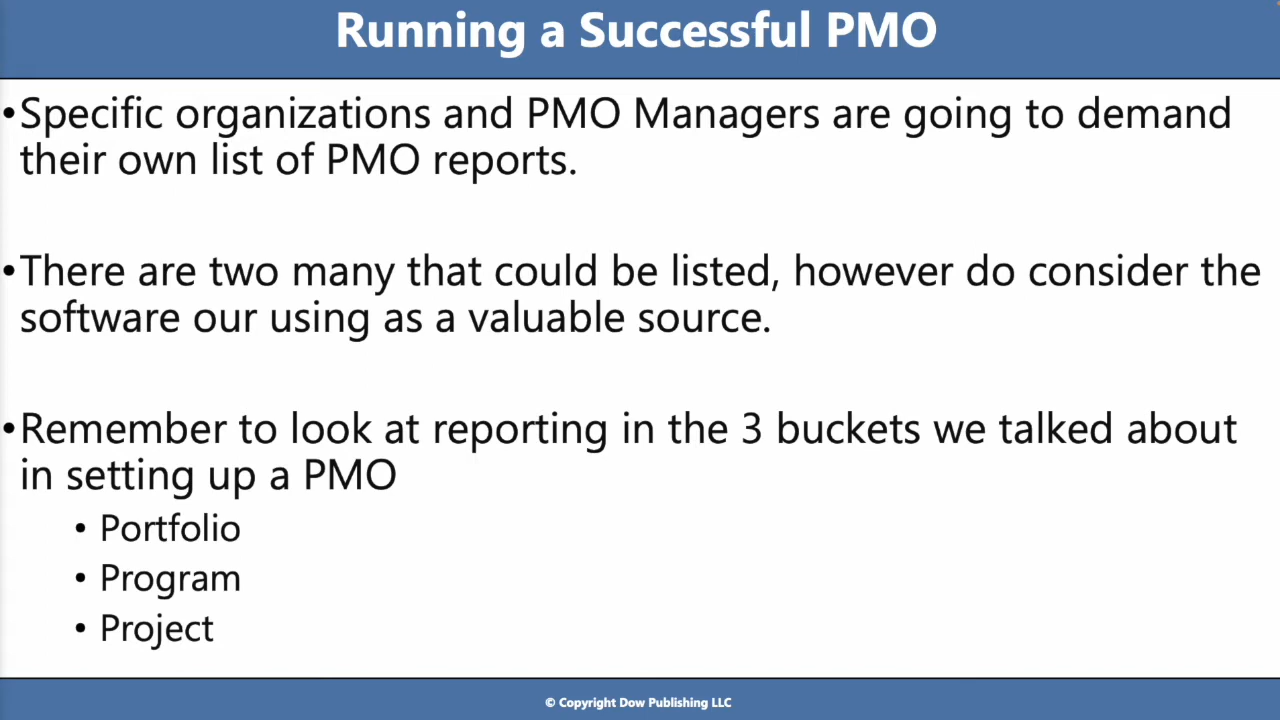 Running a Successful PMO
•Specific organizations and PMO Managers are going to demand
their own list of PMO reports.
•There are two many that could be listed, however do consider the
software our using as a valuable source.
•Remember to look at reporting in the 3 buckets we talked about
in setting up a PMO
• Portfolio
• Program
• Project
© Copyright Dow Publishing LLC